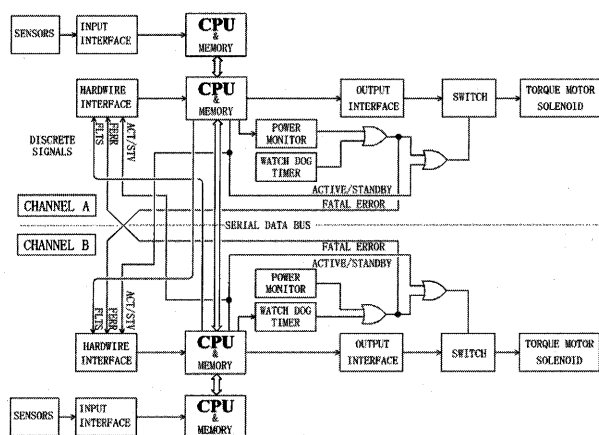 SENSORS
INPUT
INTERFACE
CPU
&
MEMORY
HARDWIRE
INTERFACE
CPU
&
MEMORY
OUTPUT
INTERFACE
SWITCH
TORQUE MOTOR
SOLENOID
DISCRETE
SIGNALS
FLTS
FERR
ACT/STV
POWER
MONITOR
WATCH DOG
TIMER
ACTIVE/STANDBY
FATAL ERROR
CHANNEL A
SERIAL DATA BUS
CHANNEL B
FATAL ERROR
ACTIVE/STANDBY
POWER
MONITOR
WATCH DOG
TIMER
FLTS
FERR
ACT/STV
HARDWIRE
INTERFACE
CPU
&
MEMORY
OUTPUT
INTERFACE
SWITCH
TORQUE MOTOR
SOLENOID
SENSORS
INPUT
INTERFACE
CPU
&
MEMORY